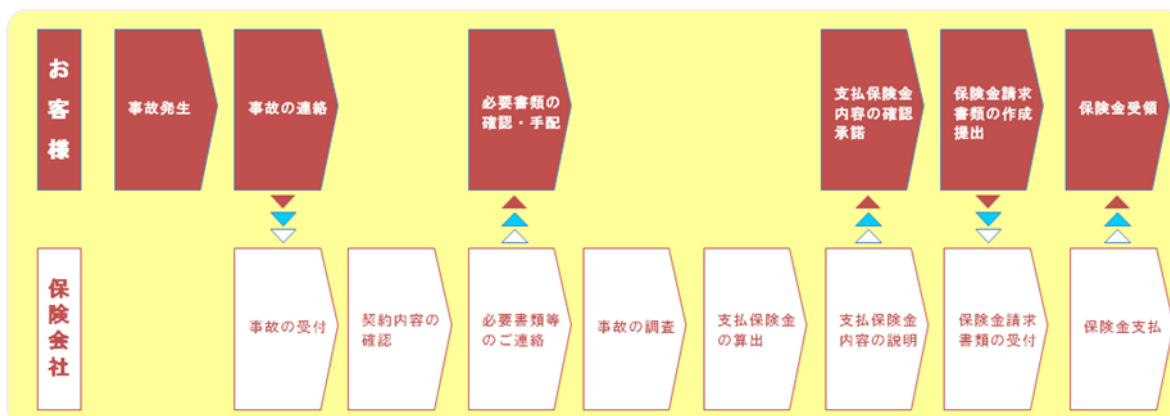 お客様
事故発生
事故の連絡
必要書類の
確認・手配
支払保険金
内容の確認
承諾
保険金請求
書類の作成
提出
保険金受領
保険会社
事故の受付
契約内容の
確認
必要書類等
のご連絡
事故の調査
支払保険金
の算出
支払保険金
内容の説明
保険金請求
書類の受付
保険金支払